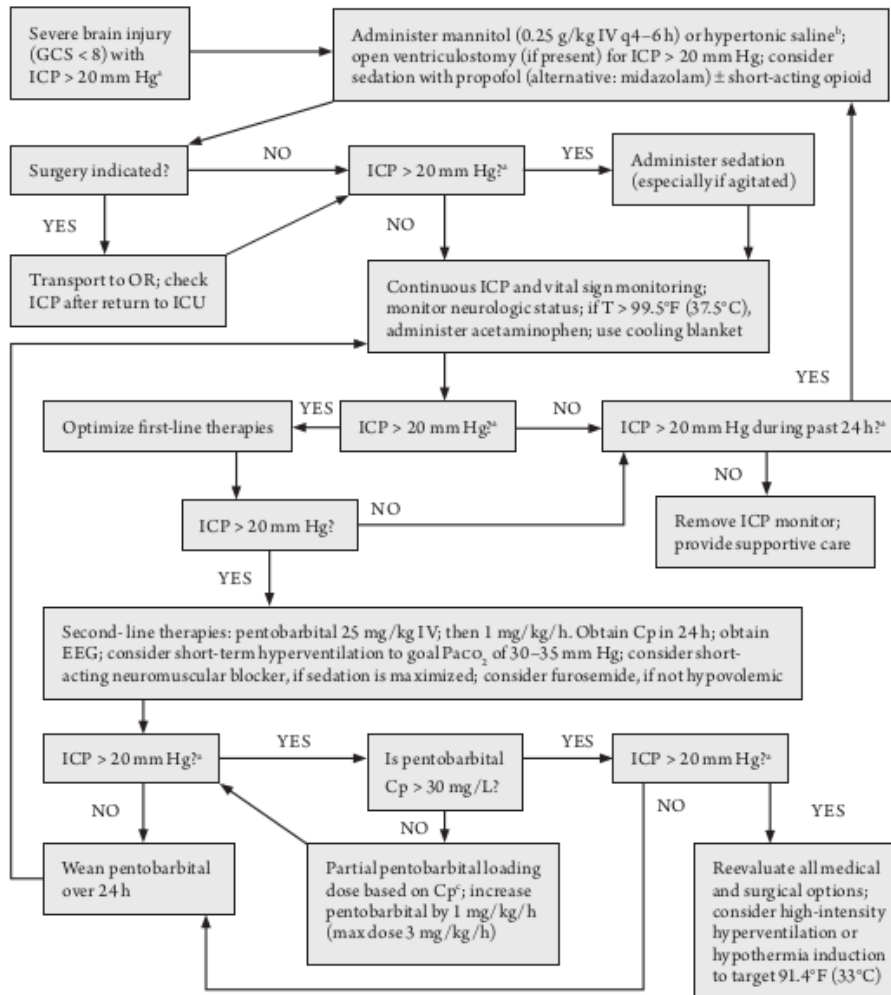 Severe brain injury
(GCS < 8) with
ICP > 20 mm Hgᵃ
Administer mannitol (0.25 g/kg IV q4–6 h) or hypertonic salineᵇ;
open ventriculostomy (if present) for ICP > 20 mm Hg; consider
sedation with propofol (alternative: midazolam) ± short-acting opioid
Surgery indicated?
NO
ICP > 20 mm Hg?ᵃ
YES
Administer sedation
(especially if agitated)
YES
NO
Transport to OR; check
ICP after return to ICU
Continuous ICP and vital sign monitoring;
monitor neurologic status; if T > 99.5°F (37.5°C),
administer acetaminophen; use cooling blanket
YES
Optimize first-line therapies
YES
ICP > 20 mm Hg?ᵃ
NO
ICP > 20 mm Hg during past 24 h?ᵃ
NO
ICP > 20 mm Hg?
NO
Remove ICP monitor;
provide supportive care
YES
Second-line therapies: pentobarbital 25 mg/kg IV; then 1 mg/kg/h. Obtain Cp in 24 h; obtain
EEG; consider short-term hyperventilation to goal PaCO₂ of 30–35 mm Hg; consider short-
acting neuromuscular blocker, if sedation is maximized; consider furosemide, if not hypovolemic
ICP > 20 mm Hg?ᵃ
YES
Is pentobarbital
Cp > 30 mg/L?
YES
ICP > 20 mm Hg?ᵃ
NO
NO
NO
YES
Wean pentobarbital
over 24 h
Partial pentobarbital loading
dose based on Cpᶜ; increase
pentobarbital by 1 mg/kg/h
(max dose 3 mg/kg/h)
Reevaluate all medical
and surgical options;
consider high-intensity
hyperventilation or
hypothermia induction
to target 91.4°F (33°C)